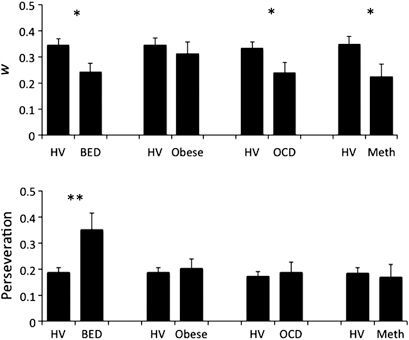 0.5
0.4
0.3
0.2
0.1
0
w
* * *
HV BED HV Obese HV OCD HV Meth
0.5
0.4
0.3
0.2
0.1
0
Perseveration
**
HV BED HV Obese HV OCD HV Meth